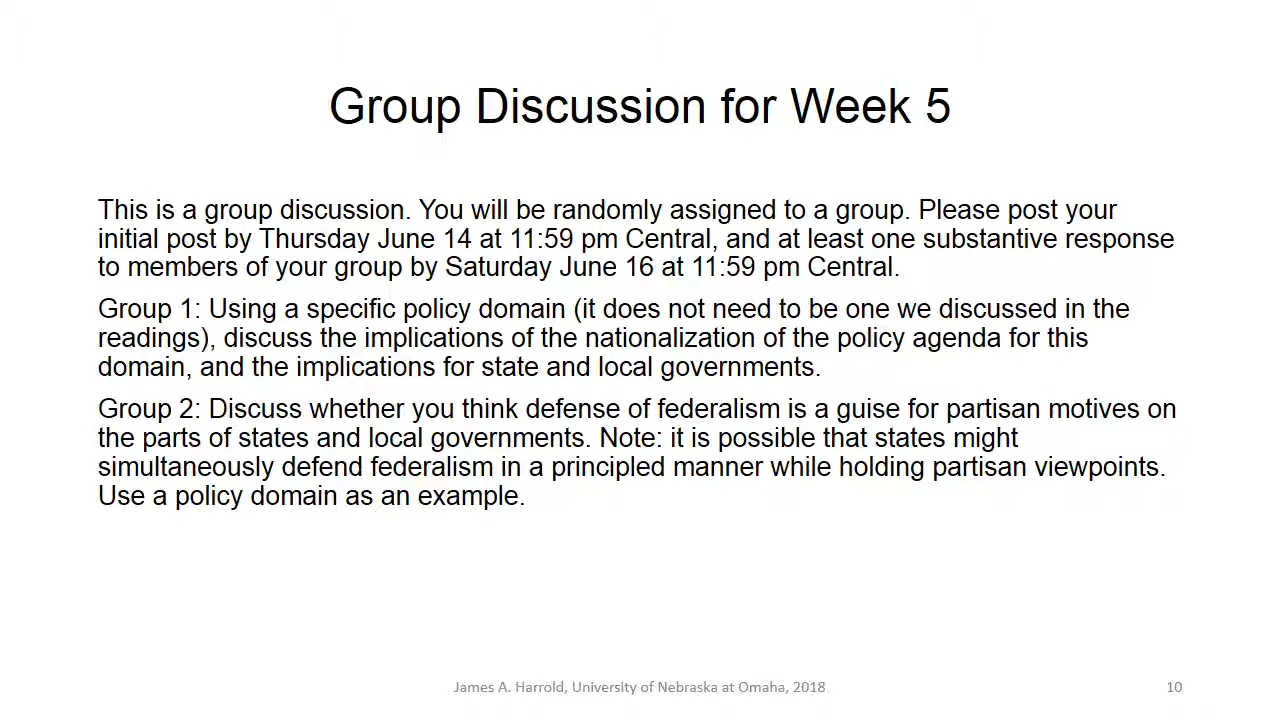 Group Discussion for Week 5
This is a group discussion. You will be randomly assigned to a group. Please post your
initial post by Thursday June 14 at 11:59 pm Central, and at least one substantive response
to members of your group by Saturday June 16 at 11:59 pm Central.
Group 1: Using a specific policy domain (it does not need to be one we discussed in the
readings), discuss the implications of the nationalization of the policy agenda for this
domain, and the implications for state and local governments.
Group 2: Discuss whether you think defense of federalism is a guise for partisan motives on
the parts of states and local governments. Note: it is possible that states might
simultaneously defend federalism in a principled manner while holding partisan viewpoints.
Use a policy domain as an example.
James A. Harrold, University of Nebraska at Omaha, 2018
10